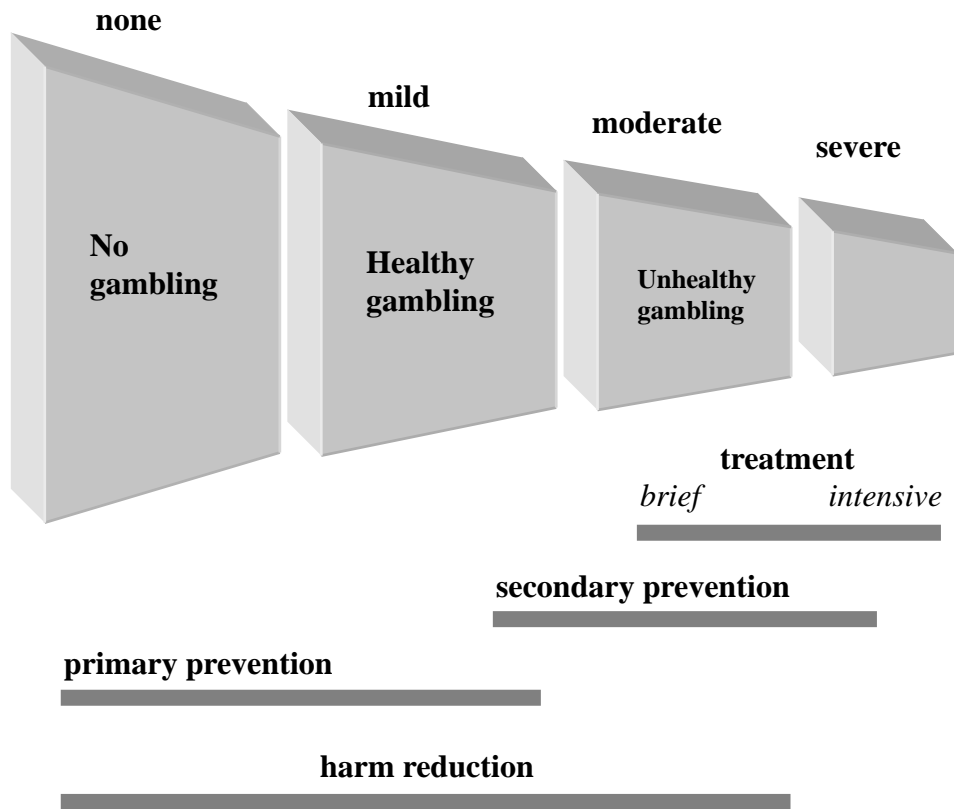 none
mild
moderate
severe
No
gambling
Healthy
gambling
Unhealthy
gambling
treatment
brief intensive
secondary prevention
primary prevention
harm reduction